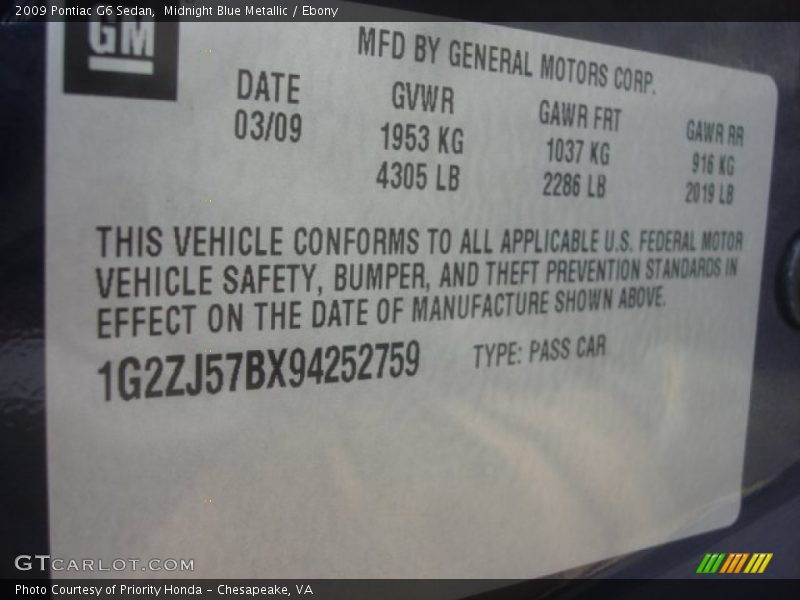 2009 Pontiac G6 Sedan, Midnight Blue Metallic / Ebony
GM
MFD BY GENERAL MOTORS CORP.
DATE GVWR GAWR FRT GAWR RR
03/09 1953 KG 1037 KG 916 KG
4305 LB 2286 LB 2019 LB
THIS VEHICLE CONFORMS TO ALL APPLICABLE U.S. FEDERAL MOTOR
VEHICLE SAFETY, BUMPER, AND THEFT PREVENTION STANDARDS IN
EFFECT ON THE DATE OF MANUFACTURE SHOWN ABOVE.
1G2ZJ57BX94252759 TYPE: PASS CAR
GTCARLOT.COM
Photo Courtesy of Priority Honda - Chesapeake, VA